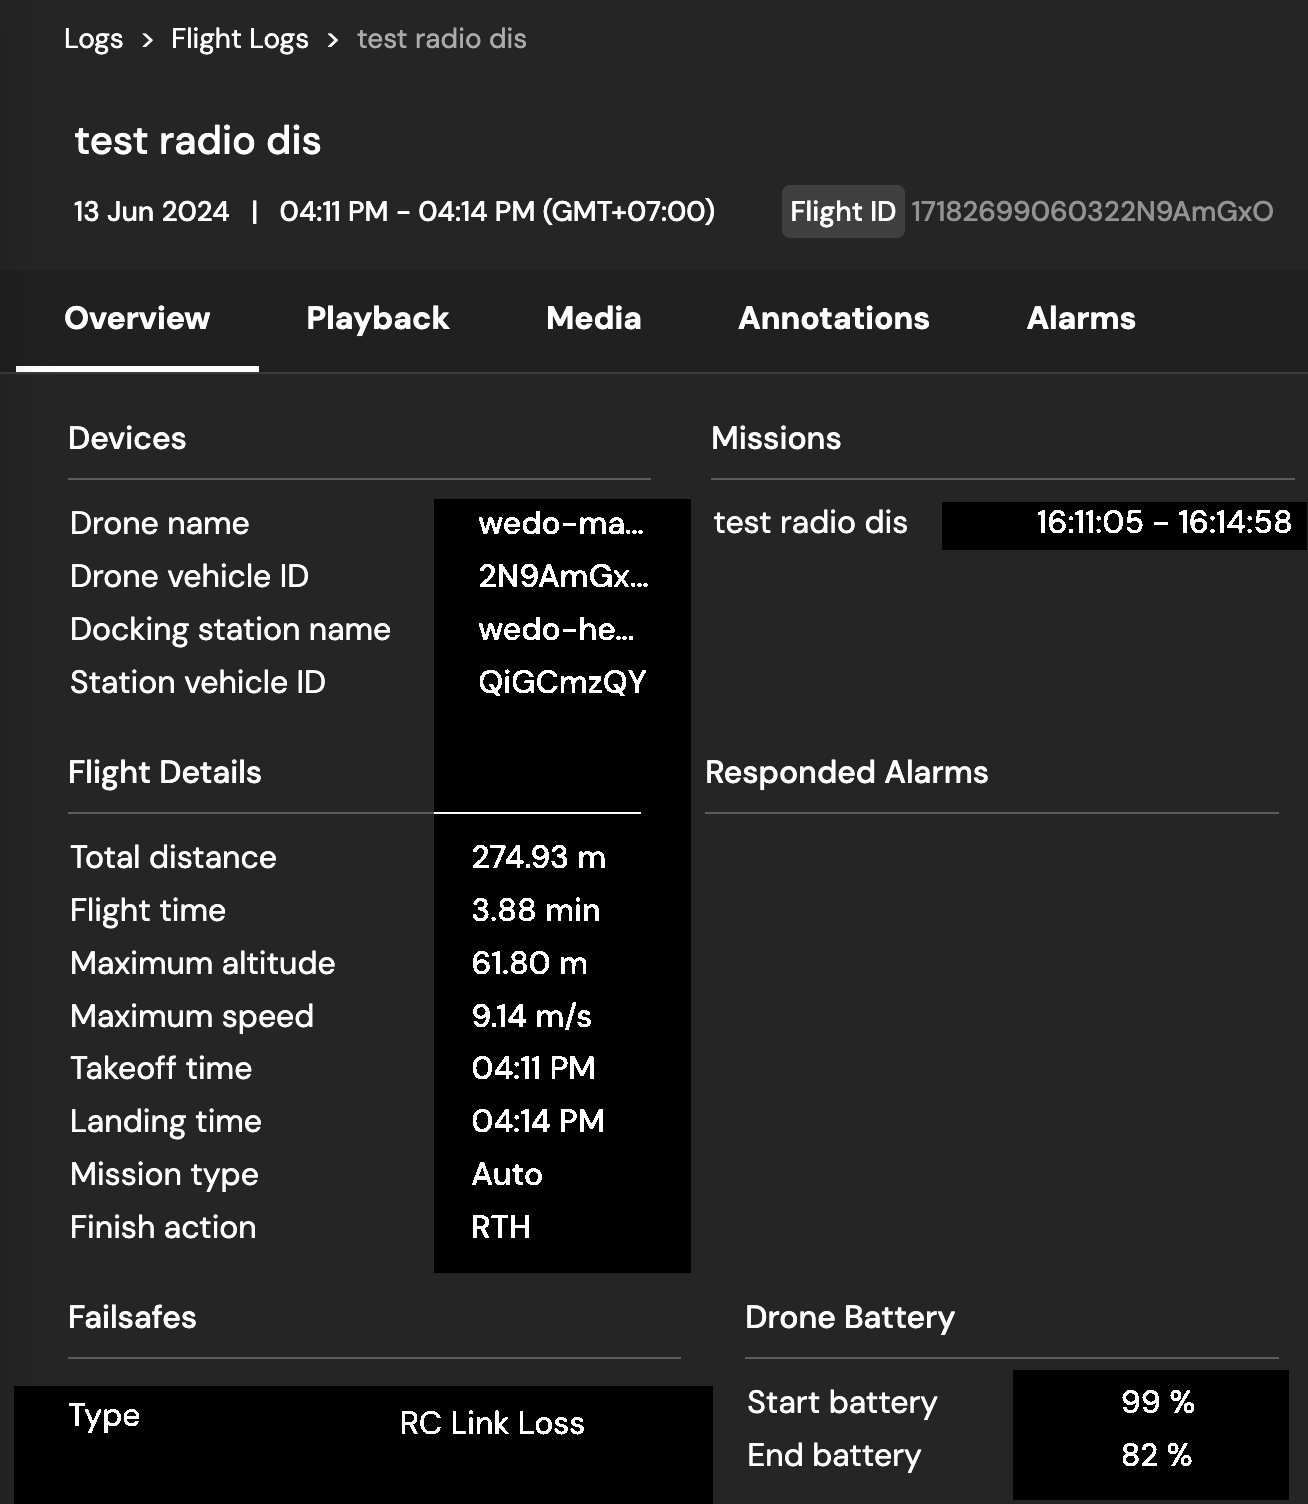 Logs > Flight Logs > test radio dis
test radio dis
13 Jun 2024 | 04:11 PM - 04:14 PM (GMT+07:00) Flight ID 17182699060322N9AmGxO
Overview Playback Media Annotations Alarms
Devices
Drone name wedo-ma...
Drone vehicle ID 2N9AmGx...
Docking station name wedo-he...
Station vehicle ID QiGCmzQY
Missions
test radio dis 16:11:05 – 16:14:58
Flight Details
Total distance 274.93 m
Flight time 3.88 min
Maximum altitude 61.80 m
Maximum speed 9.14 m/s
Takeoff time 04:11 PM
Landing time 04:14 PM
Mission type Auto
Finish action RTH
Responded Alarms
Failsafes
Type RC Link Loss
Drone Battery
Start battery 99 %
End battery 82 %